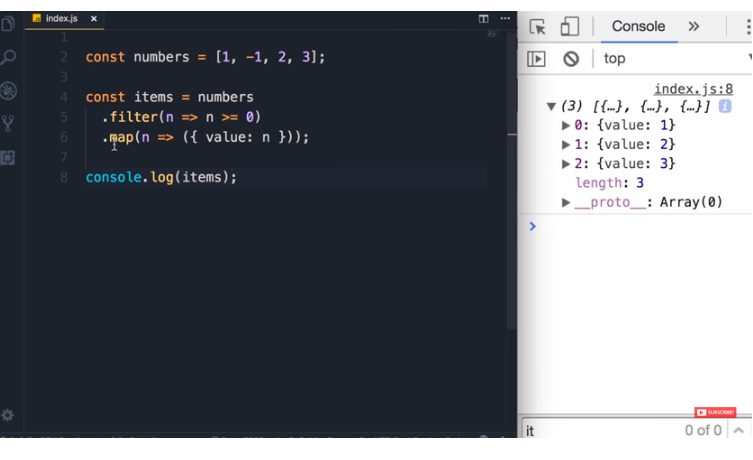 index.js ×
1
2 const numbers = [1, -1, 2, 3];
3
4 const items = numbers
5 .filter(n => n >= 0)
6 .map(n => ({ value: n }));
7
8 console.log(items);
Console »
top
index.js:8
▼ (3) [{…}, {…}, {…}] i
▶ 0: {value: 1}
▶ 1: {value: 2}
▶ 2: {value: 3}
length: 3
▶ __proto__: Array(0)
>
SUBSCRIBE
it 0 of 0